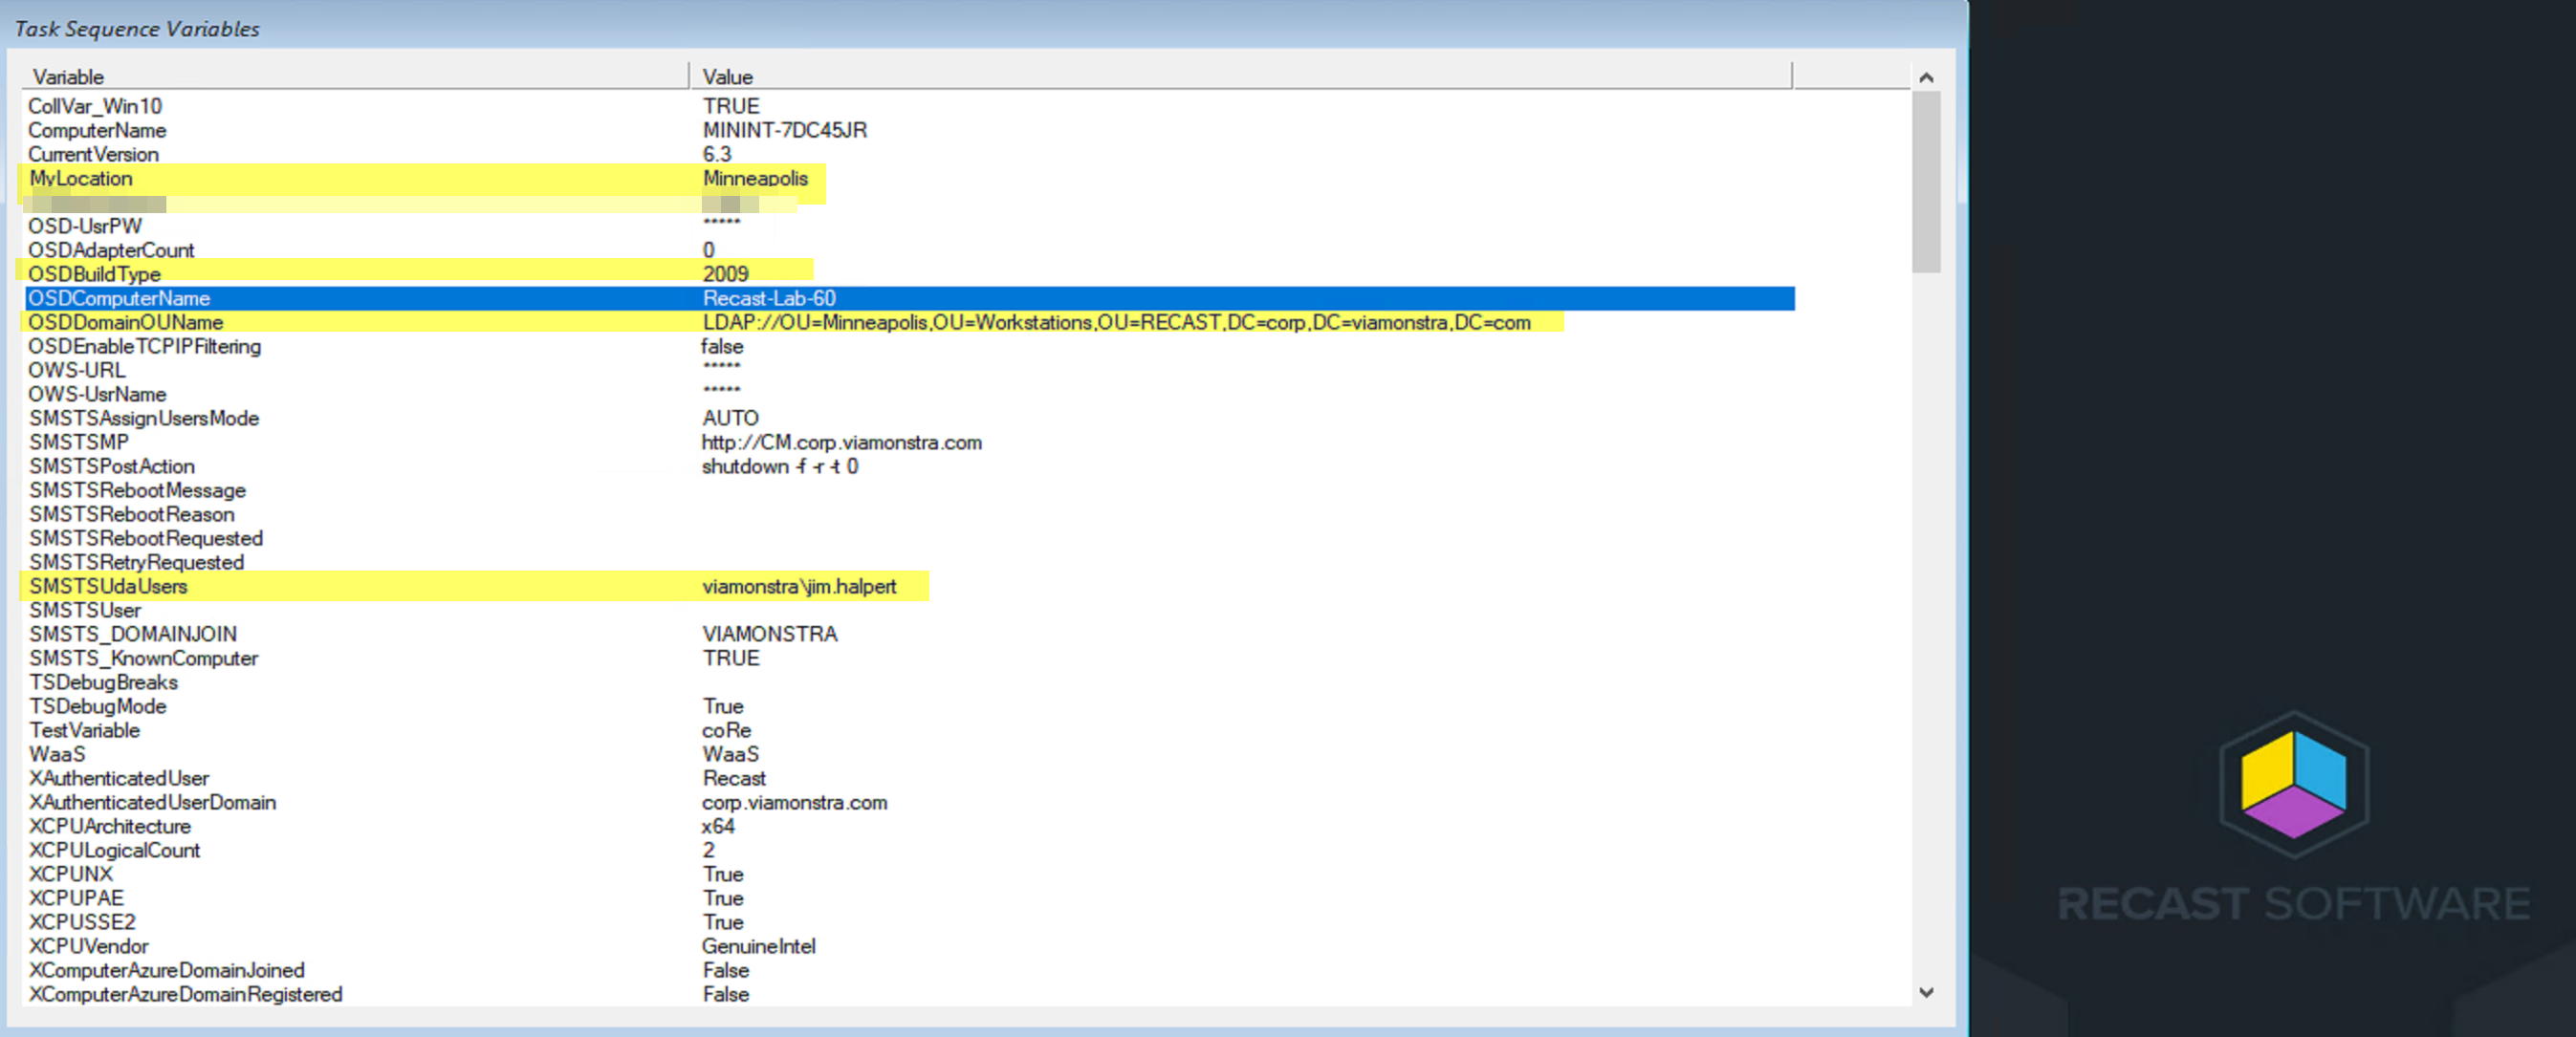 Task Sequence Variables
Variable Value
CollVar_Win10 TRUE
ComputerName MININT-7DC45JR
CurrentVersion 6.3
MyLocation Minneapolis
OSD-UsrPW *****
OSDAdapterCount 0
OSDBuildType 2009
OSDComputerName Recast-Lab-60
OSDDomainOUName LDAP://OU=Minneapolis,OU=Workstations,OU=RECAST,DC=corp,DC=viamonstra,DC=com
OSDEnableTCPIPFiltering false
OWS-URL *****
OWS-UsrName *****
SMSTSAssignUsersMode AUTO
SMSTSMP http://CM.corp.viamonstra.com
SMSTSPostAction shutdown -f -r -t 0
SMSTSRebootMessage
SMSTSRebootReason
SMSTSRebootRequested
SMSTSRetryRequested
SMSTSUdaUsers viamonstra\jim.halpert
SMSTSUser
SMSTS_DOMAINJOIN VIAMONSTRA
SMSTS_KnownComputer TRUE
TSDebugBreaks
TSDebugMode True
TestVariable coRe
WaaS WaaS
XAuthenticatedUser Recast
XAuthenticatedUserDomain corp.viamonstra.com
XCPUArchitecture x64
XCPULogicalCount 2
XCPUNX True
XCPUPAE True
XCPUSSE2 True
XCPUVendor GenuineIntel
XComputerAzureDomainJoined False
XComputerAzureDomainRegistered False
RECAST SOFTWARE